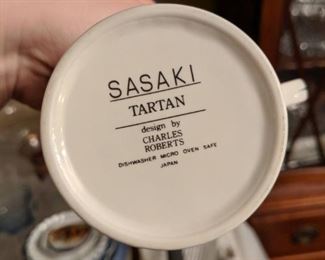 SASAKI
TARTAN
design by
CHARLES
ROBERTS
DISHWASHER MICRO OVEN SAFE
JAPAN